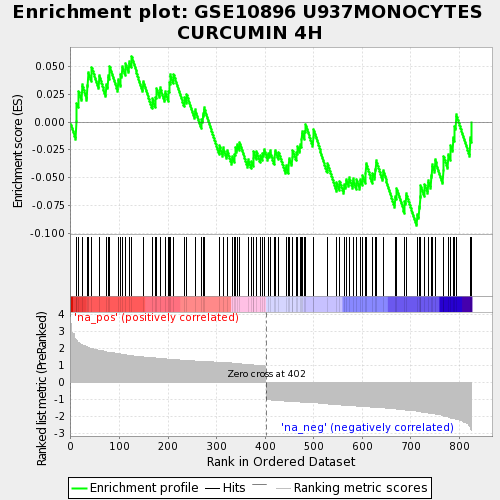 Enrichment plot: GSE10896 U937MONOCYTES
CURCUMIN 4H
Enrichment score (ES)
0.050
0.025
0.000
-0.025
-0.050
-0.075
-0.100
'na_pos' (positively correlated)
Ranked list metric (PreRanked)
4
3
2
1
0
-1
-2
-3
Zero cross at 402
'na_neg' (negatively correlated)
0 100 200 300 400 500 600 700 800
Rank in Ordered Dataset
Enrichment profile Hits Ranking metric scores